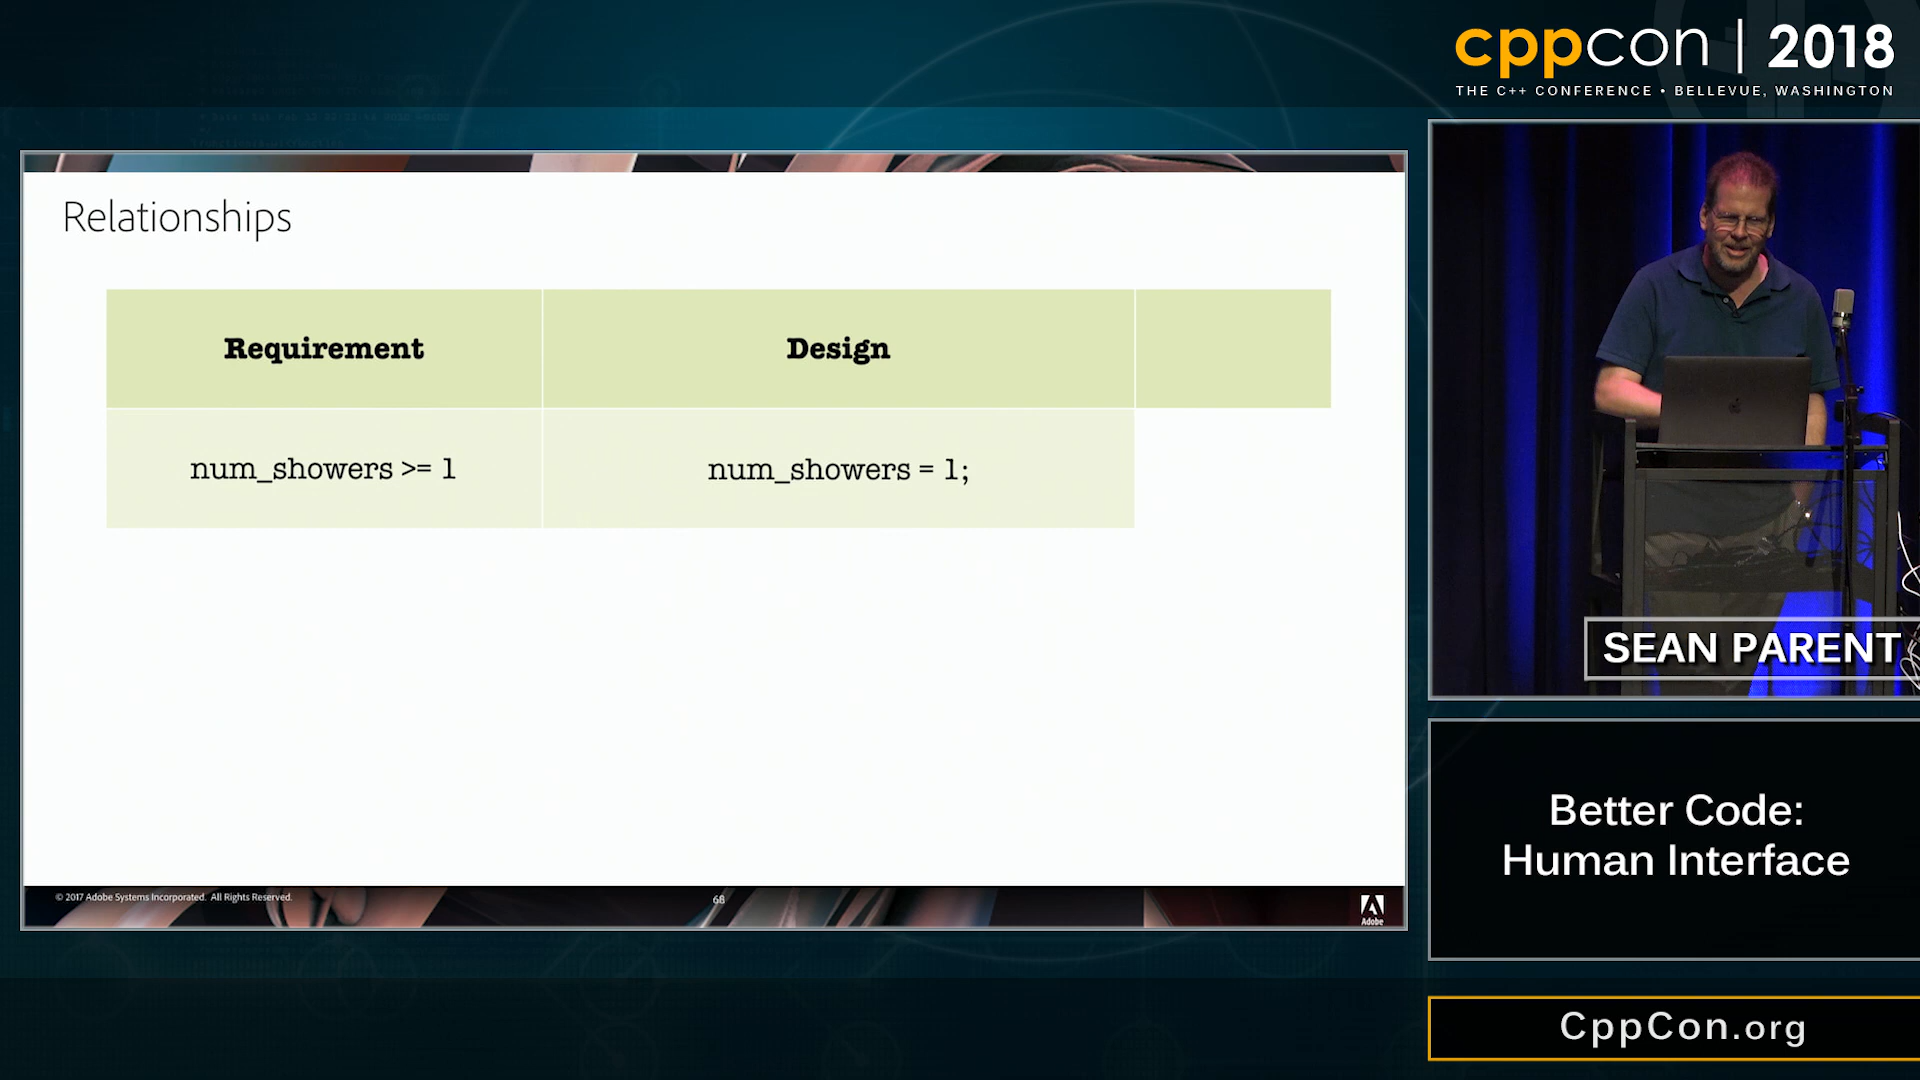 cppcon | 2018
THE C++ CONFERENCE • BELLEVUE, WASHINGTON
Relationships
Requirement
Design
num_showers >= 1
num_showers = 1;
© 2017 Adobe Systems Incorporated. All Rights Reserved.
68
Adobe
SEAN PARENT
Better Code:
Human Interface
CppCon.org